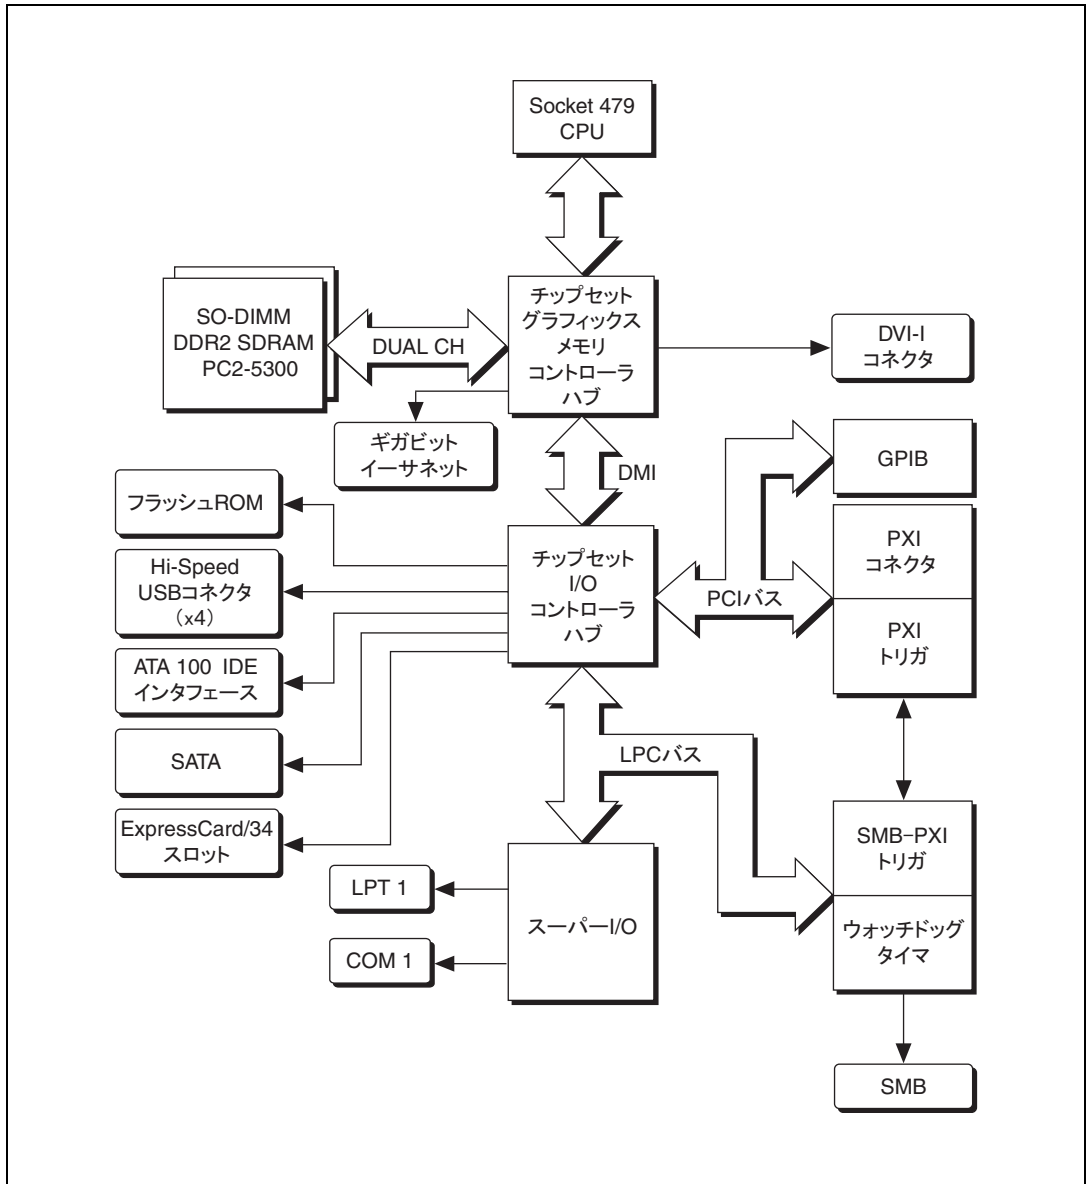 Socket 479
CPU
SO-DIMM
DDR2 SDRAM
PC2-5300
DUAL CH
チップセット
グラフィックス
メモリ
コントローラ
ハブ
DVI-I
コネクタ
ギガビット
イーサネット
DMI
GPIB
フラッシュROM
Hi-Speed
USBコネクタ
（x4）
ATA 100 IDE
インタフェース
SATA
ExpressCard/34
スロット
チップセット
I/O
コントローラ
ハブ
PCIバス
PXI
コネクタ
PXI
トリガ
LPCバス
LPT 1
COM 1
スーパーI/O
SMB-PXI
トリガ
ウォッチドッグ
タイマ
SMB